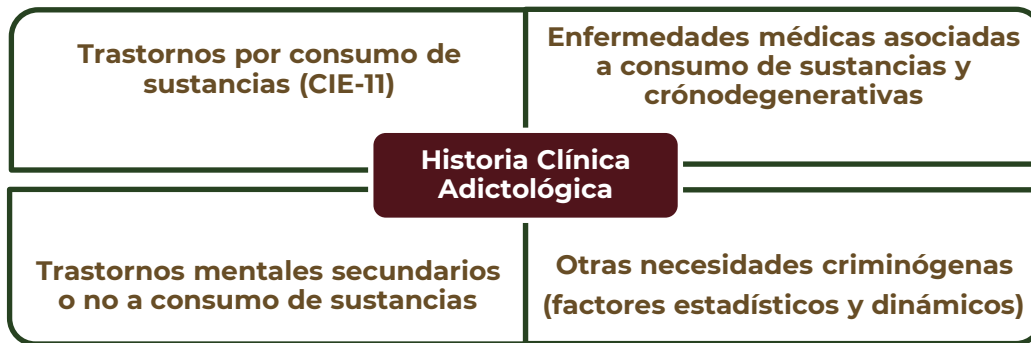 Trastornos por consumo de
sustancias (CIE-11)
Enfermedades médicas asociadas
a consumo de sustancias y
crónodegenerativas
Historia Clínica
Adictológica
Trastornos mentales secundarios
o no a consumo de sustancias
Otras necesidades criminógenas
(factores estadísticos y dinámicos)